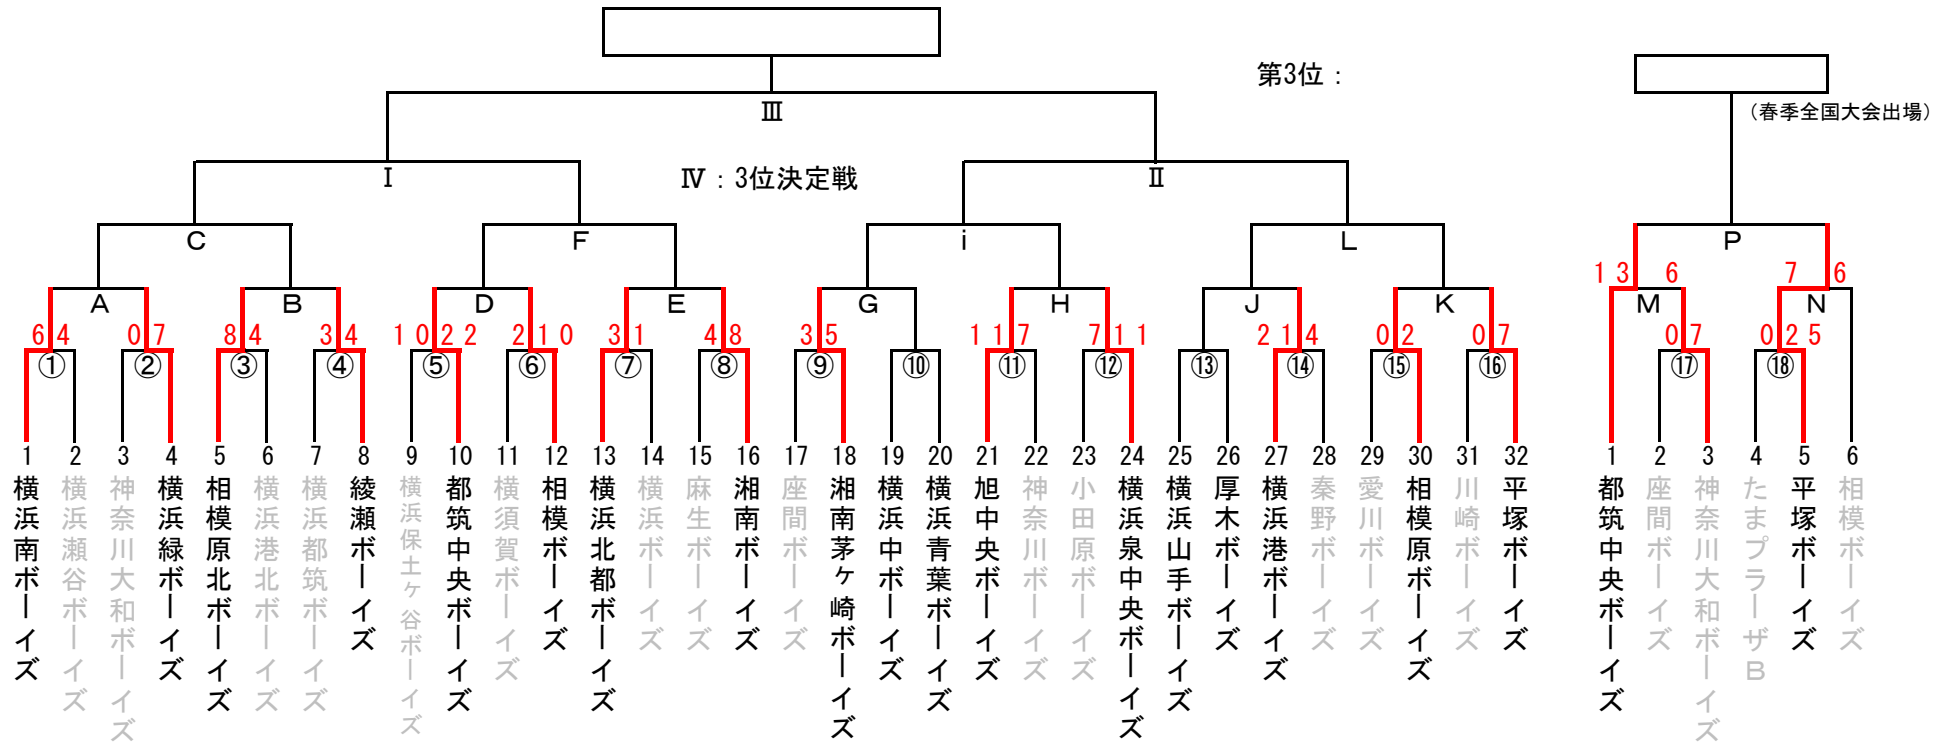 第3位：
(春季全国大会出場)
Ⅲ
Ⅰ
Ⅳ：3位決定戦
Ⅱ
C
F
i
L
P
13 6
7 6
A
B
D
E
G
H
J
K
M
N
6 4
0 7
8 4
3 4
10 22
2 10
3 1
4 8
3 5
11 7
7 11
2 14
0 2
0 7
0 7
0 25
①
②
③
④
⑤
⑥
⑦
⑧
⑨
⑩
⑪
⑫
⑬
⑭
⑮
⑯
⑰
⑱
1 横浜南ボーイズ
2 横浜瀬谷ボーイズ
3 神奈川大和ボーイズ
4 横浜緑ボーイズ
5 相模原北ボーイズ
6 横浜港北ボーイズ
7 横浜都筑ボーイズ
8 綾瀬ボーイズ
9 横浜保土ヶ谷ボーイズ
10 都筑中央ボーイズ
11 横須賀ボーイズ
12 相模ボーイズ
13 横浜北都ボーイズ
14 横浜ボーイズ
15 麻生ボーイズ
16 湘南ボーイズ
17 座間ボーイズ
18 湘南茅ヶ崎ボーイズ
19 横浜中ボーイズ
20 横浜青葉ボーイズ
21 旭中央ボーイズ
22 神奈川ボーイズ
23 小田原ボーイズ
24 横浜泉中央ボーイズ
25 横浜山手ボーイズ
26 厚木ボーイズ
27 横浜港ボーイズ
28 秦野ボーイズ
29 愛川ボーイズ
30 相模原ボーイズ
31 川崎ボーイズ
32 平塚ボーイズ
1 都筑中央ボーイズ
2 座間ボーイズ
3 神奈川大和ボーイズ
4 たまプラーザB
5 平塚ボーイズ
6 相模ボーイズ